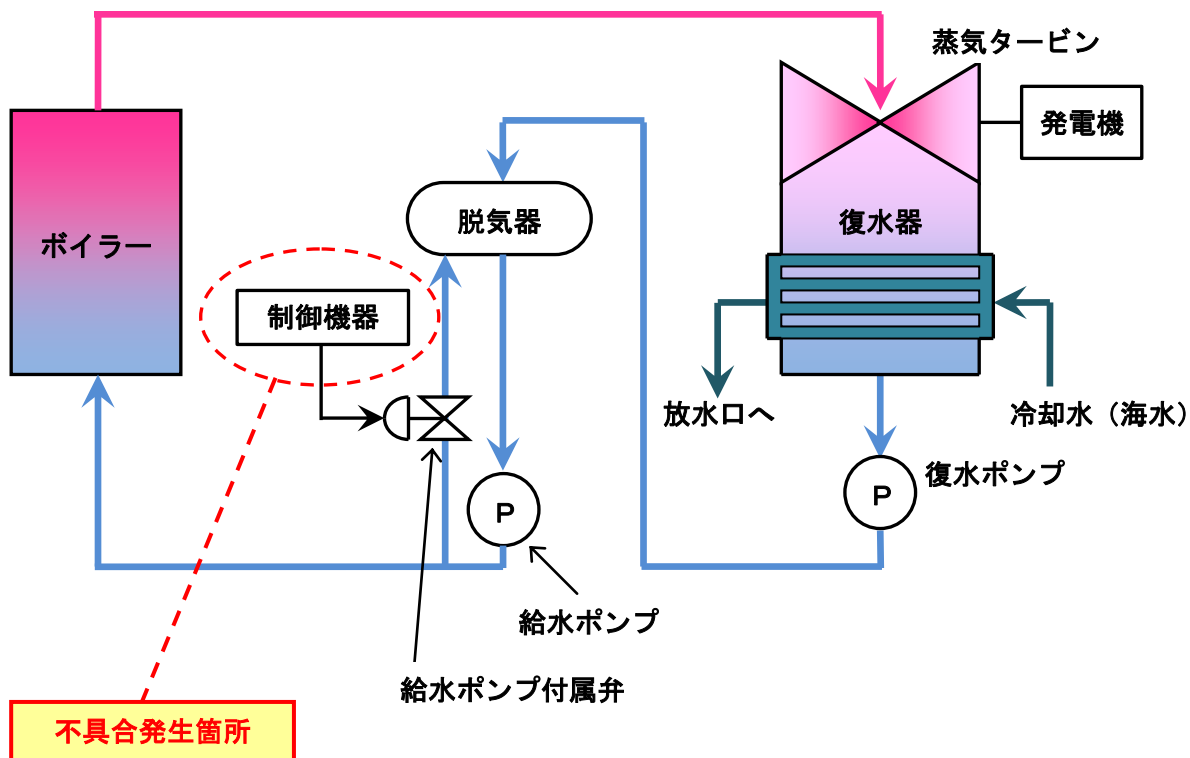 蒸気タービン
発電機
ボイラー
脱気器
復水器
制御機器
放水口へ
冷却水（海水）
P
復水ポンプ
P
給水ポンプ
給水ポンプ付属弁
不具合発生箇所